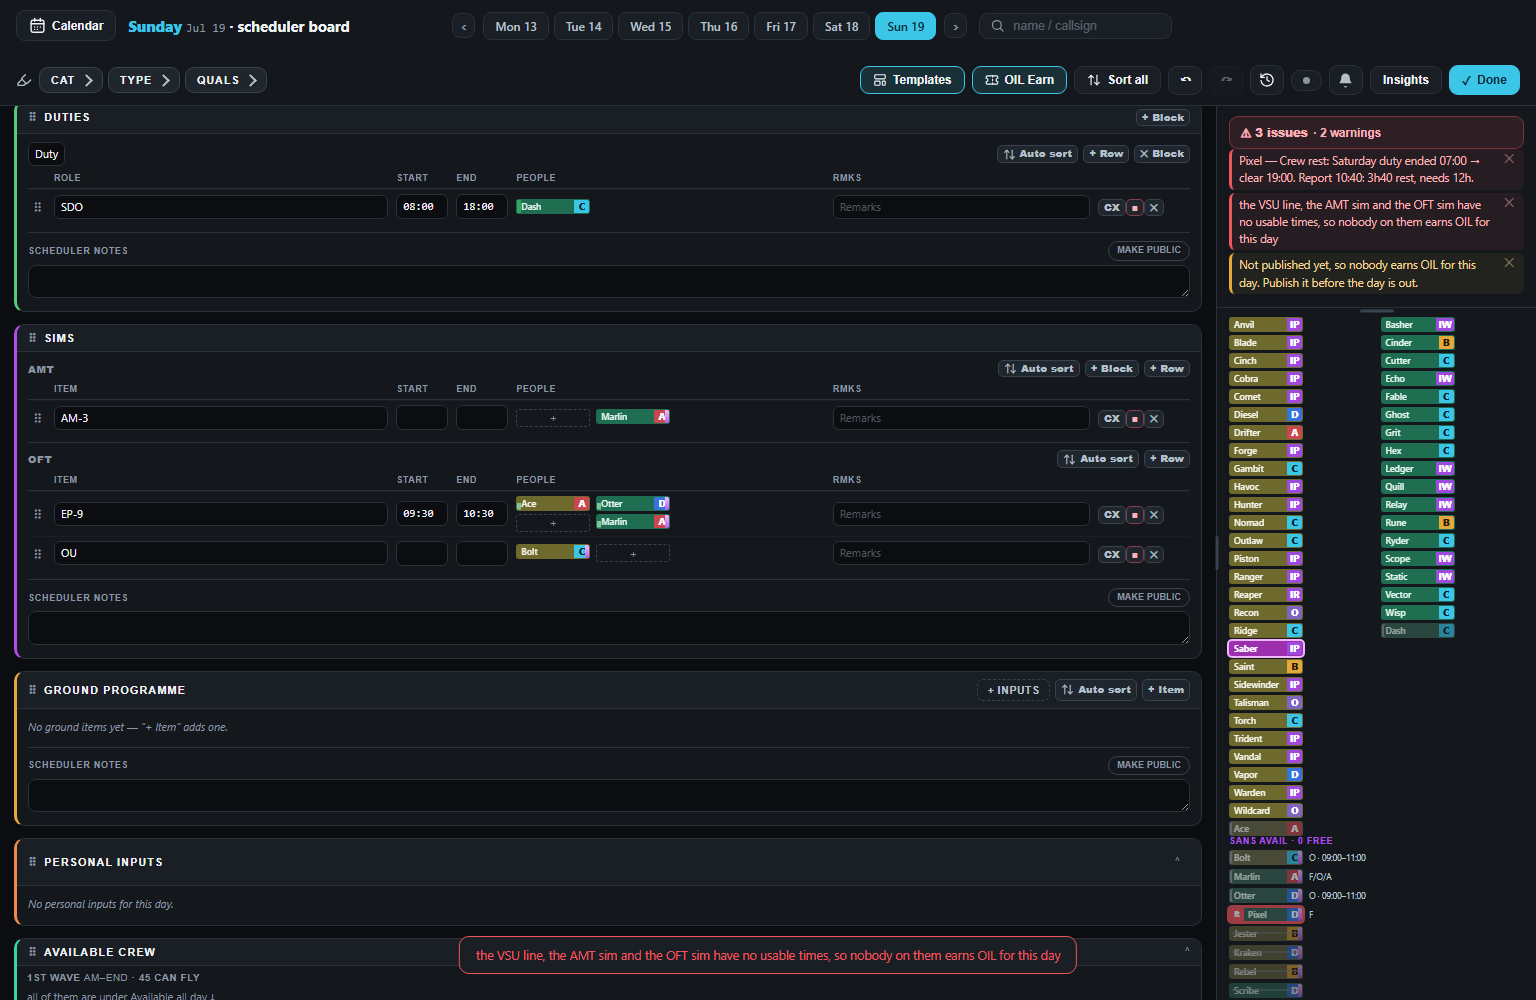 Calendar
Sunday Jul 19 · scheduler board
‹
Mon 13
Tue 14
Wed 15
Thu 16
Fri 17
Sat 18
Sun 19
›
name / callsign
CAT
TYPE
QUALS
Templates
OIL Earn
Sort all
Insights
✓ Done
DUTIES
+ Block
Duty
Auto sort
+ Row
× Block
ROLE START END PEOPLE RMKS
SDO 08:00 18:00 Dash C Remarks CX
SCHEDULER NOTES
MAKE PUBLIC
SIMS
AMT
Auto sort
+ Block
+ Row
ITEM START END PEOPLE RMKS
AM-3 + Marlin A Remarks CX
OFT
Auto sort
+ Row
ITEM START END PEOPLE RMKS
EP-9 09:30 10:30 Ace A Otter D Remarks CX
+ Marlin A
OU Bolt C + Remarks CX
SCHEDULER NOTES
MAKE PUBLIC
GROUND PROGRAMME
+ INPUTS
Auto sort
+ Item
No ground items yet — "+ Item" adds one.
SCHEDULER NOTES
MAKE PUBLIC
PERSONAL INPUTS
No personal inputs for this day.
AVAILABLE CREW
1ST WAVE AM–END · 45 CAN FLY
all of them are under Available all day ↓
the VSU line, the AMT sim and the OFT sim have no usable times, so nobody on them earns OIL for this day
⚠ 3 issues · 2 warnings
Pixel — Crew rest: Saturday duty ended 07:00 →
clear 19:00. Report 10:40: 3h40 rest, needs 12h.
the VSU line, the AMT sim and the OFT sim have
no usable times, so nobody on them earns OIL for
this day
Not published yet, so nobody earns OIL for this
day. Publish it before the day is out.
Anvil IP
Blade IP
Cinch IP
Cobra IP
Comet IP
Diesel D
Drifter A
Forge IP
Gambit C
Havoc IP
Hunter IP
Nomad C
Outlaw C
Piston IP
Ranger IP
Reaper IR
Recon O
Ridge C
Saber IP
Saint B
Sidewinder IP
Talisman O
Torch C
Trident IP
Vandal IP
Vapor D
Warden IP
Wildcard O
Ace A
Basher IW
Cinder B
Cutter C
Echo IW
Fable C
Ghost C
Grit C
Hex C
Ledger IW
Quill IW
Relay IW
Rune B
Ryder C
Scope IW
Static IW
Vector C
Wisp C
Dash C
SANS AVAIL · 0 FREE
Bolt C O · 09:00–11:00
Marlin A F/O/A
Otter D O · 09:00–11:00
R Pixel D F
Jester B
Kraken D
Rebel B
Scribe D